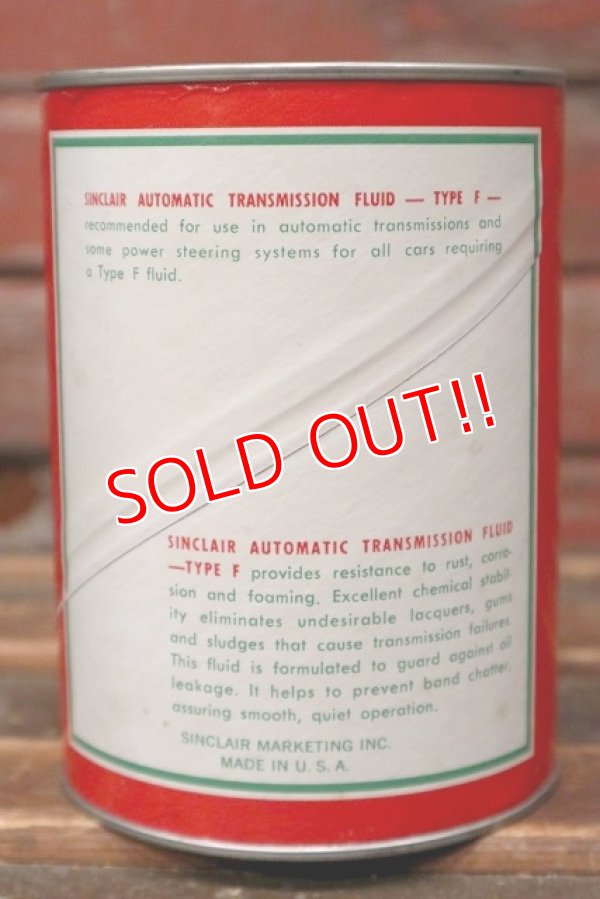 SINCLAIR AUTOMATIC TRANSMISSION FLUID — TYPE F —
recommended for use in automatic transmissions and
some power steering systems for all cars requiring
a Type F fluid.
SOLD OUT!!
SINCLAIR AUTOMATIC TRANSMISSION FLUID
—TYPE F provides resistance to rust, corro-
sion and foaming. Excellent chemical stabil-
ity eliminates undesirable lacquers, gums
and sludges that cause transmission failures.
This fluid is formulated to guard against oil
leakage. It helps to prevent band chatter,
assuring smooth, quiet operation.
SINCLAIR MARKETING INC.
MADE IN U. S. A.